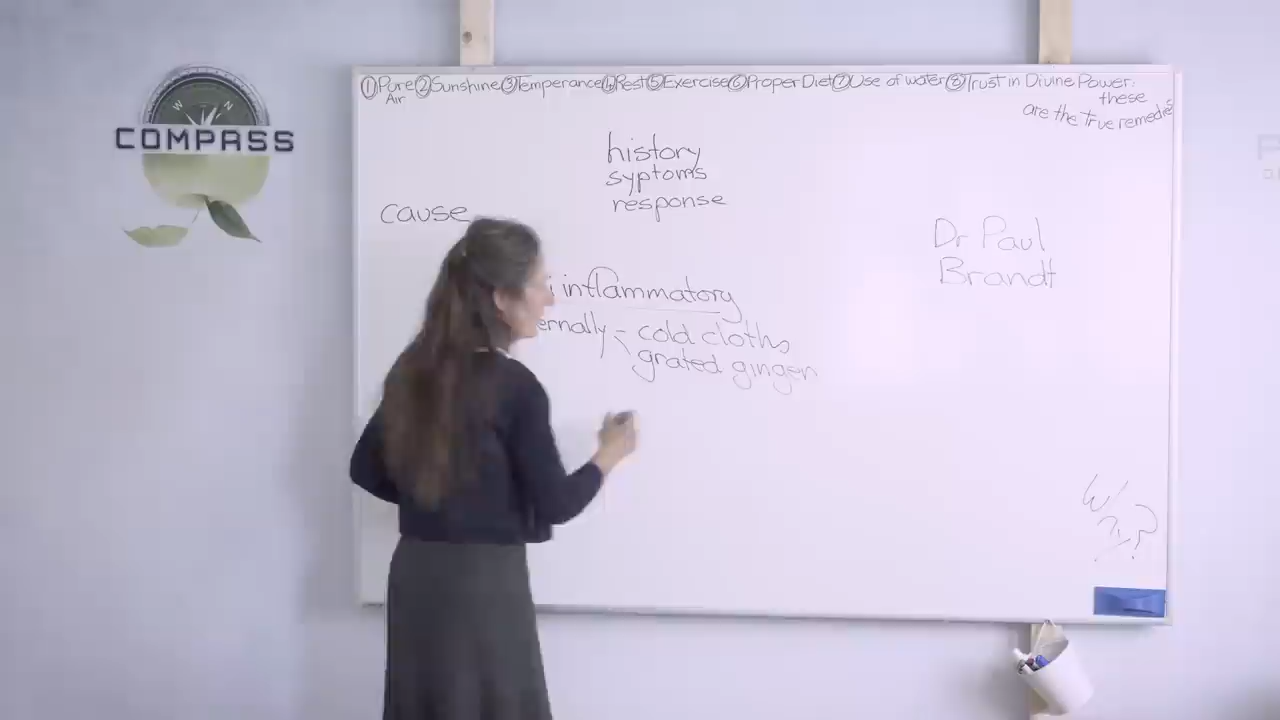 ①Pure ②Sunshine ③Temperance ④Rest ⑤Exercise ⑥Proper Diet ⑦Use of water ⑧Trust in Divine Power:
Air
these
are the True remedies
W N
COMPASS
history
syptoms
response
cause
Dr Paul
Brandt
inflammatory
ernally - cold cloths
grated ginger
W
?